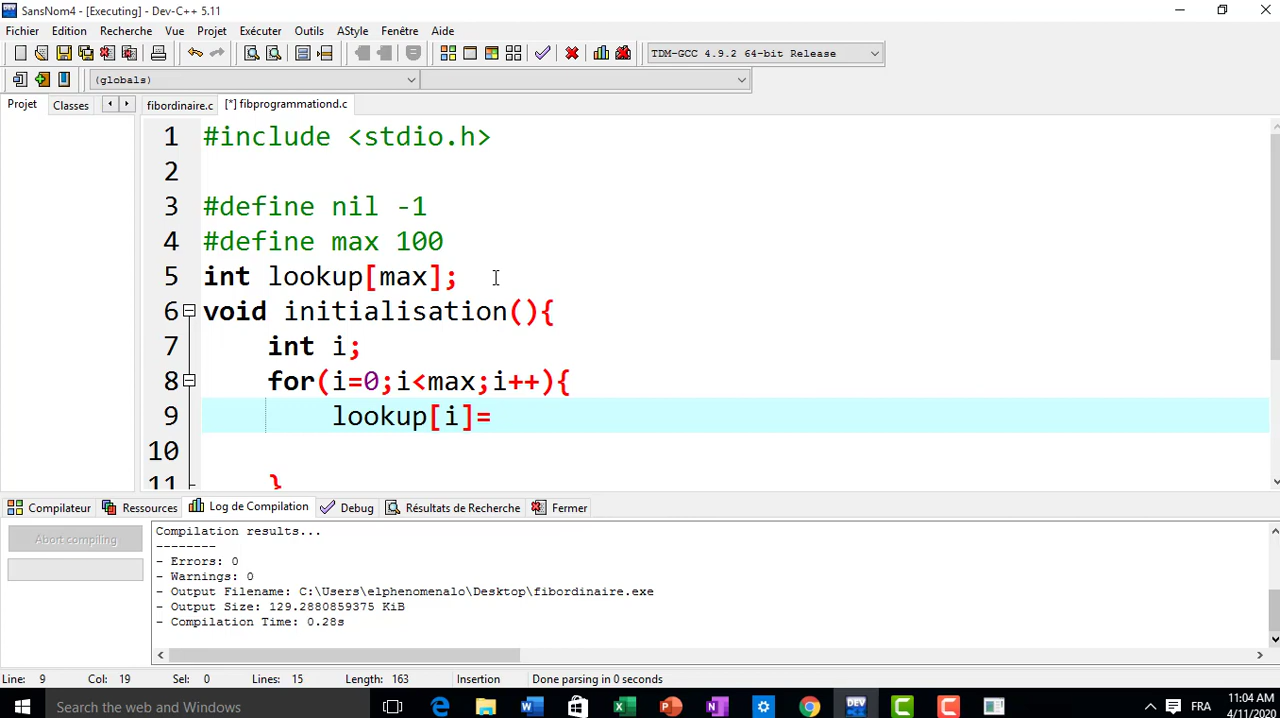 SansNom4 - [Executing] - Dev-C++ 5.11
Fichier Edition Recherche Vue Projet Exécuter Outils AStyle Fenêtre Aide
TDM-GCC 4.9.2 64-bit Release
(globals)
Projet Classes fibordinaire.c [*] fibprogrammationd.c
1 #include <stdio.h>
2
3 #define nil -1
4 #define max 100
5 int lookup[max];
6 void initialisation(){
7 int i;
8 for(i=0;i<max;i++){
9 lookup[i]=
10
11 }
Compilateur Ressources Log de Compilation Debug Résultats de Recherche Fermer
Abort compiling
Compilation results...
--------
- Errors: 0
- Warnings: 0
- Output Filename: C:\Users\elphenomenalo\Desktop\fibordinaire.exe
- Output Size: 129.2880859375 KiB
- Compilation Time: 0.28s
Line: 9 Col: 19 Sel: 0 Lines: 15 Length: 163 Insertion Done parsing in 0 seconds
Search the web and Windows
DEV
FRA
11:04 AM
4/11/2020